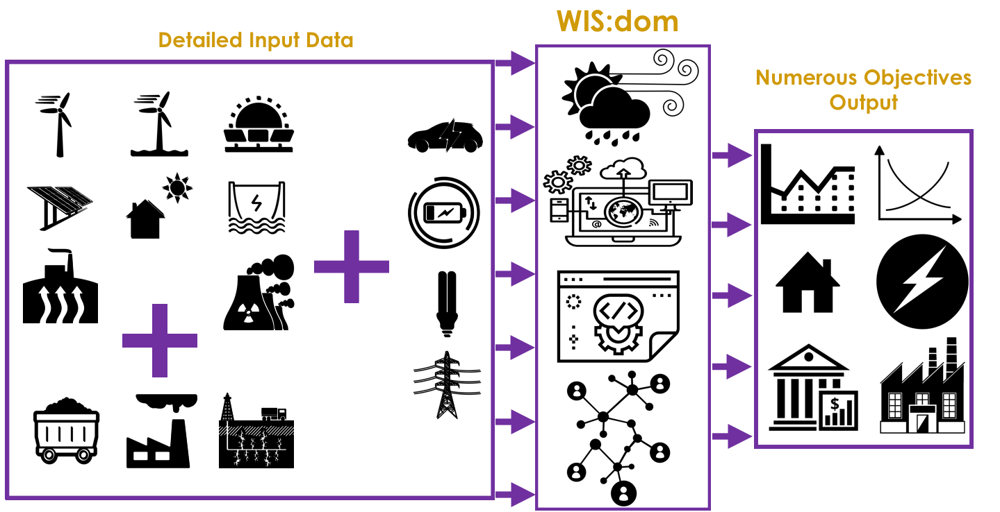 WIS:dom
Detailed Input Data
Numerous Objectives
Output
@
$